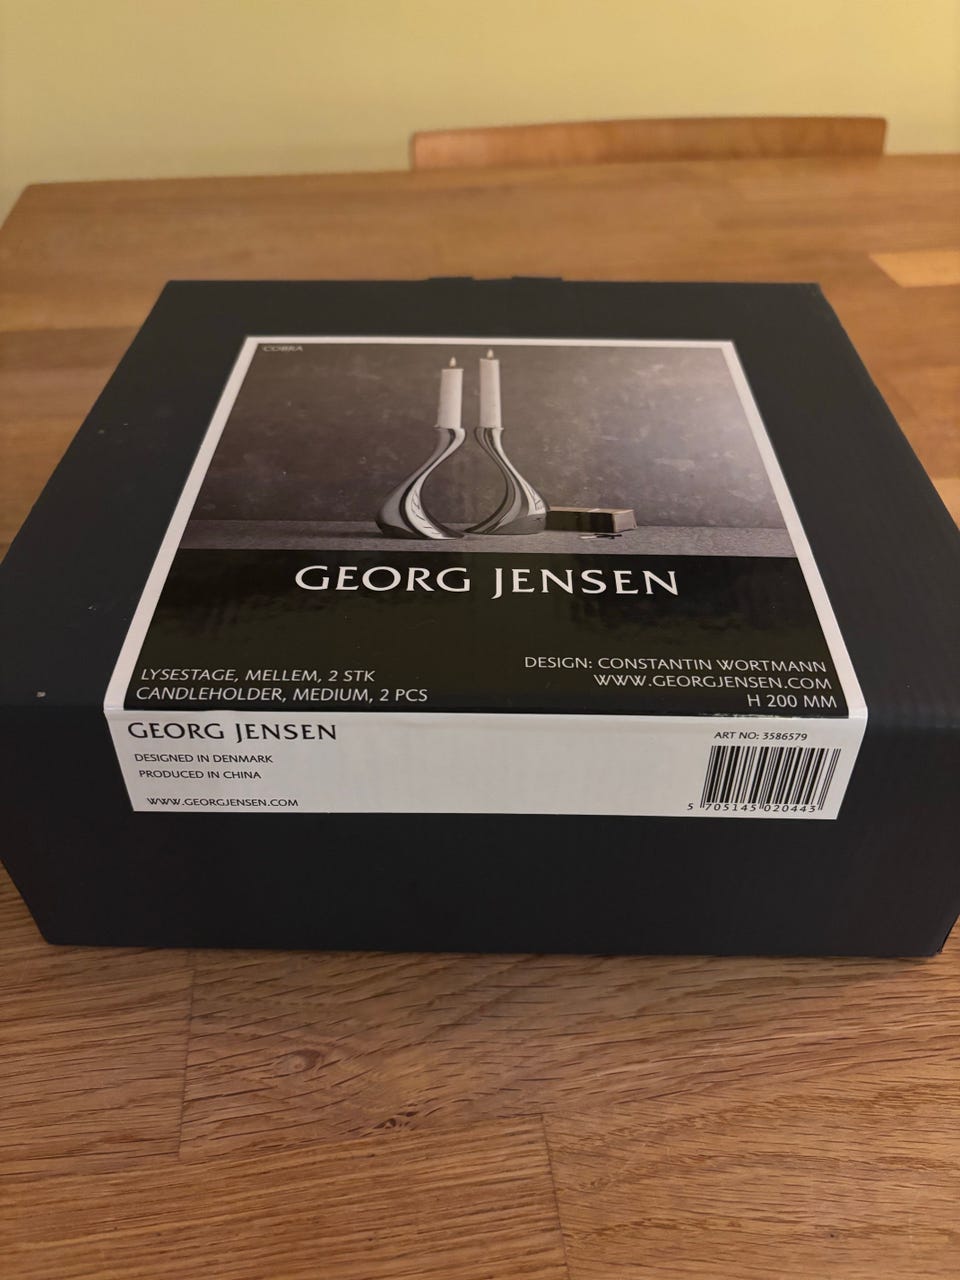 COBRA
GEORG JENSEN
LYSESTAGE, MELLEM, 2 STK
CANDLEHOLDER, MEDIUM, 2 PCS
DESIGN: CONSTANTIN WORTMANN
WWW.GEORGJENSEN.COM
H 200 MM
GEORG JENSEN
DESIGNED IN DENMARK
PRODUCED IN CHINA
WWW.GEORGJENSEN.COM
ART NO: 3586579
5 705145 020443